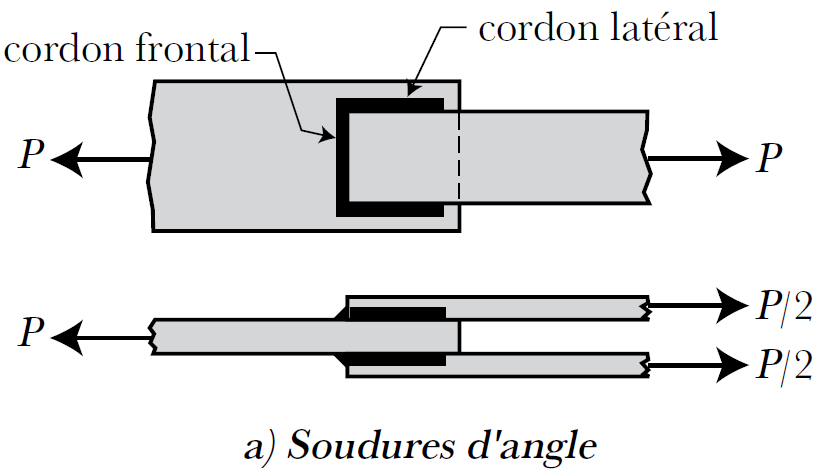 cordon latéral
cordon frontal
P
P
P
P/2
P/2
a) Soudures d'angle